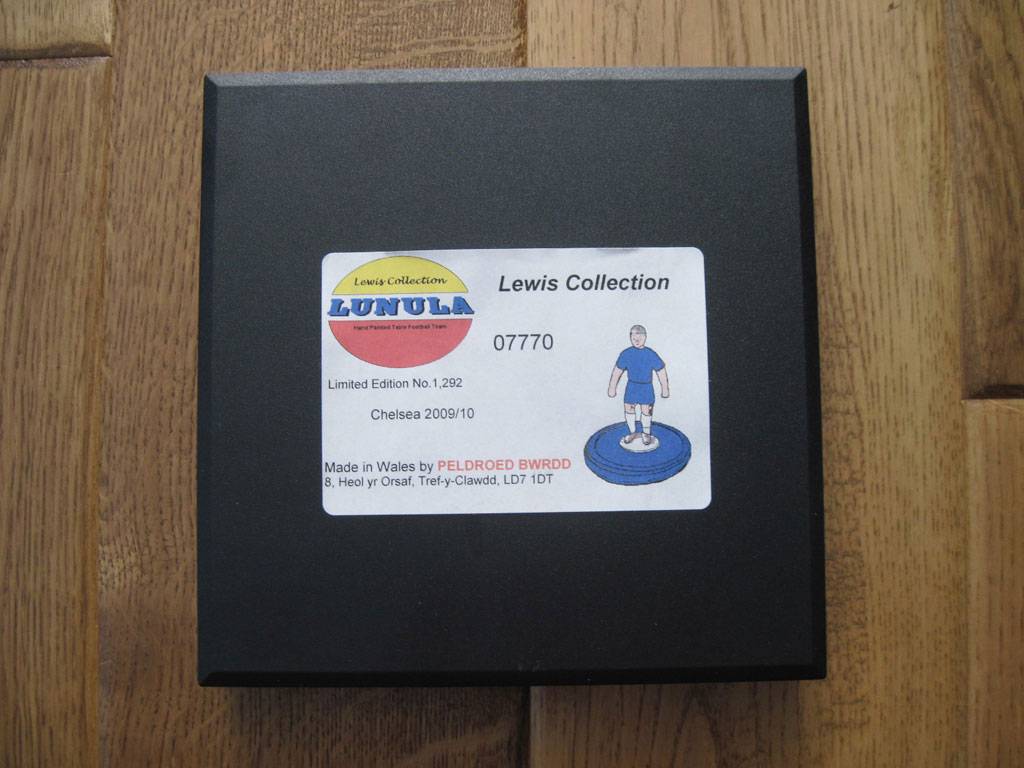 Lewis Collection
LUNULA
Hand Painted Table Football Team
Lewis Collection
07770
Limited Edition No.1,292
Chelsea 2009/10
Made in Wales by PELDROED BWRDD
8, Heol yr Orsaf, Tref-y-Clawdd, LD7 1DT